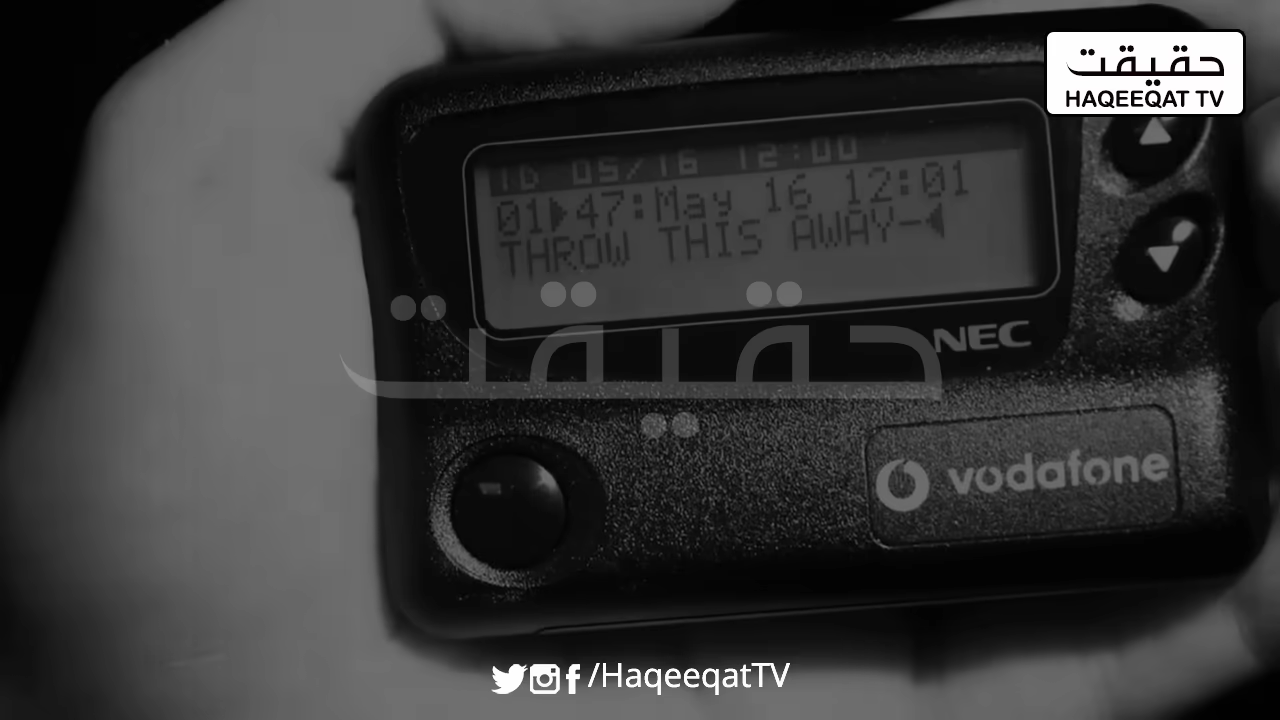 حقيقت
HAQEEQAT TV
05/16 12:00
01▶47:May 16 12:01
THROW THIS AWAY-◀
حقيقت
NEC
vodafone
/HaqeeqatTV